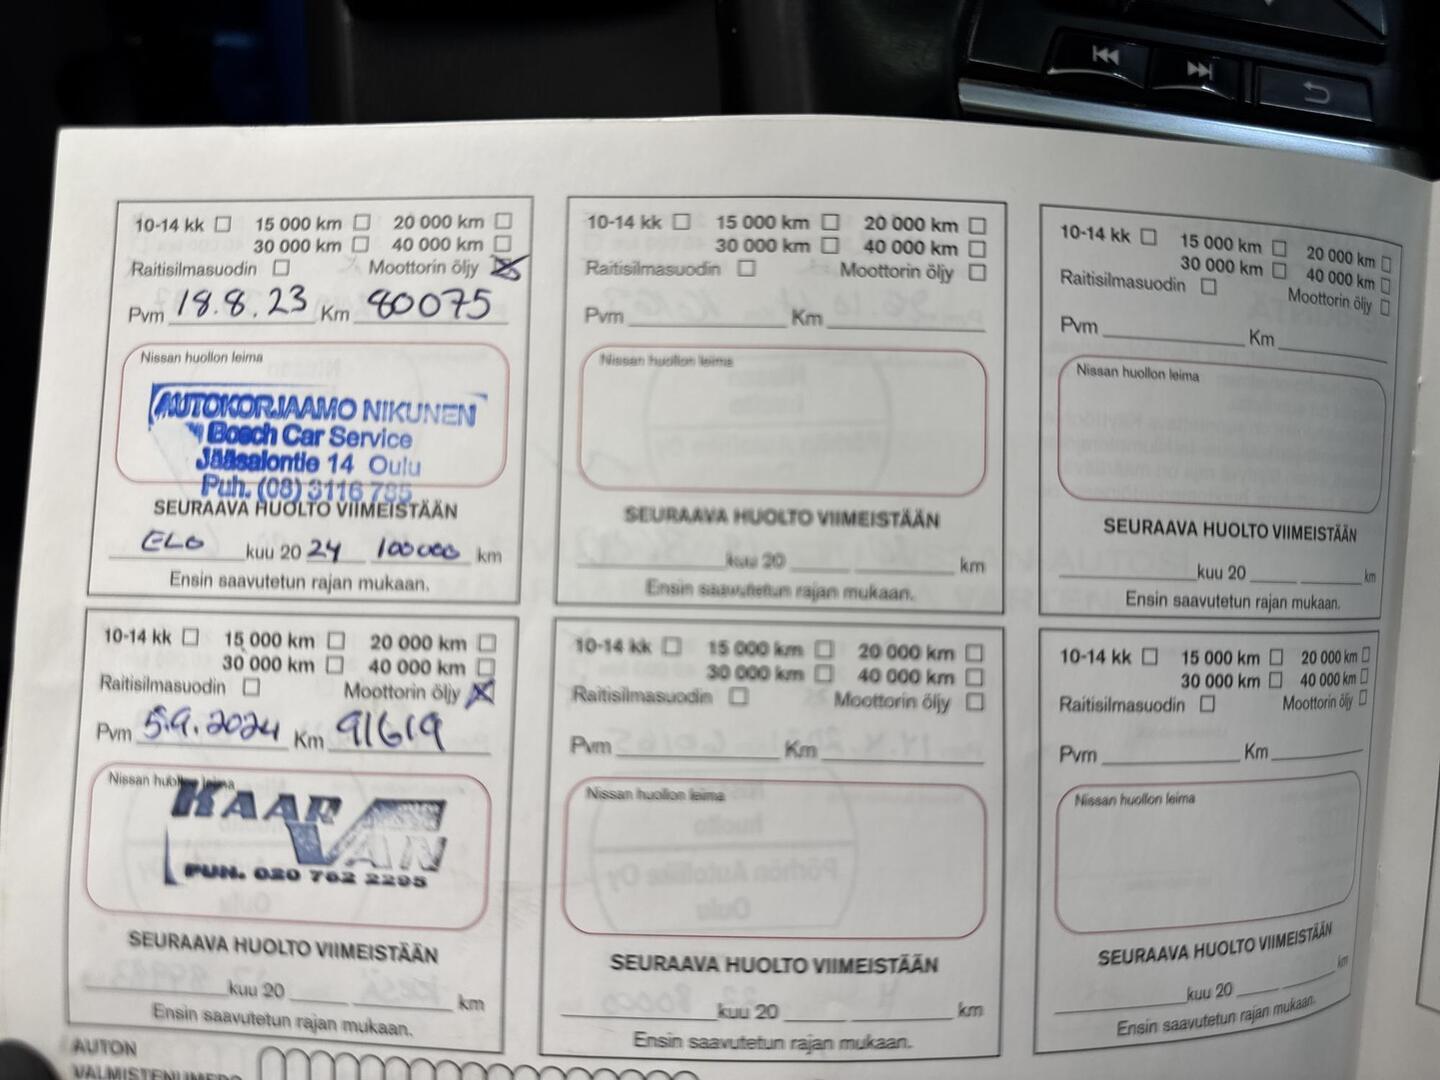 10-14 kk 15 000 km 20 000 km
30 000 km 40 000 km
Raitisilmasuodin Moottorin öljy
Pvm 18.8.23 Km 80075
Nissan huollon leima
AUTOKORJAAMO NIKUNEN
Bosch Car Service
Jääsalontie 14 Oulu
Puh. (08) 3116 785
SEURAAVA HUOLTO VIIMEISTÄÄN
ELO kuu 20 24 100000 km
Ensin saavutetun rajan mukaan.
10-14 kk 15 000 km 20 000 km
30 000 km 40 000 km
Raitisilmasuodin Moottorin öljy
Pvm Km
Nissan huollon leima
SEURAAVA HUOLTO VIIMEISTÄÄN
kuu 20 km
Ensin saavutetun rajan mukaan.
10-14 kk 15 000 km 20 000 km
30 000 km 40 000 km
Raitisilmasuodin Moottorin öljy
Pvm Km
Nissan huollon leima
SEURAAVA HUOLTO VIIMEISTÄÄN
kuu 20 km
Ensin saavutetun rajan mukaan.
10-14 kk 15 000 km 20 000 km
30 000 km 40 000 km
Raitisilmasuodin Moottorin öljy
Pvm 5.9.2024 Km 91619
Nissan huollon leima
KAAR
VAN
PUH. 020 762 2295
SEURAAVA HUOLTO VIIMEISTÄÄN
kuu 20 km
Ensin saavutetun rajan mukaan.
10-14 kk 15 000 km 20 000 km
30 000 km 40 000 km
Raitisilmasuodin Moottorin öljy
Pvm Km
Nissan huollon leima
SEURAAVA HUOLTO VIIMEISTÄÄN
kuu 20 km
Ensin saavutetun rajan mukaan.
10-14 kk 15 000 km 20 000 km
30 000 km 40 000 km
Raitisilmasuodin Moottorin öljy
Pvm Km
Nissan huollon leima
SEURAAVA HUOLTO VIIMEISTÄÄN
kuu 20 km
Ensin saavutetun rajan mukaan.
AUTON
VALMISTENUMERO